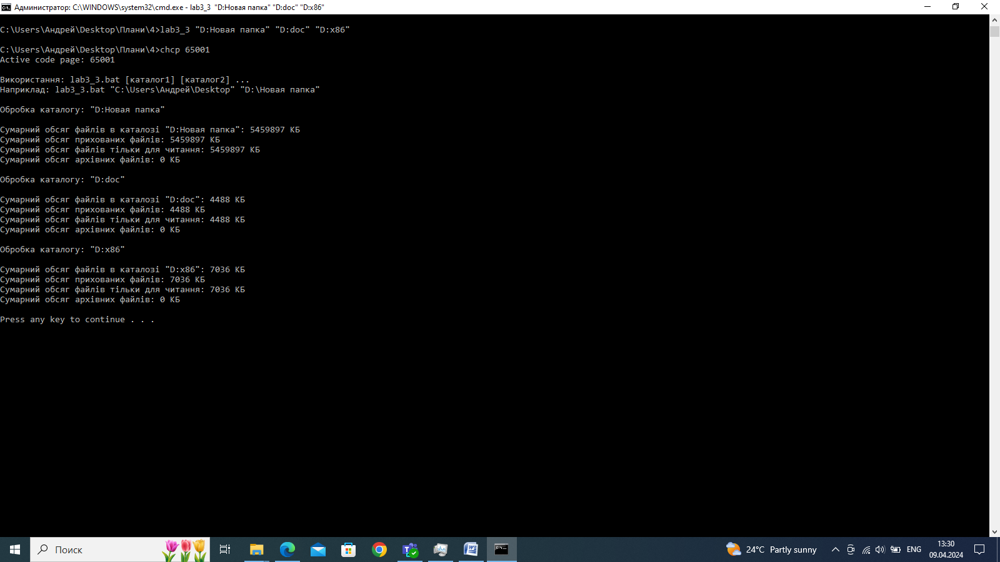 Администратор: C:\WINDOWS\system32\cmd.exe - lab3_3  "D:Новая папка" "D:doc" "D:x86"
C:\Users\Андрей\Desktop\Плани\4>lab3_3 "D:Новая папка" "D:doc" "D:x86"
C:\Users\Андрей\Desktop\Плани\4>chcp 65001
Active code page: 65001
Використання: lab3_3.bat [каталог1] [каталог2] ...
Наприклад: lab3_3.bat "C:\Users\Андрей\Desktop" "D:\Новая папка"
Обробка каталогу: "D:Новая папка"
Сумарний обсяг файлів в каталозі "D:Новая папка": 5459897 КБ
Сумарний обсяг прихованих файлів: 5459897 КБ
Сумарний обсяг файлів тільки для читання: 5459897 КБ
Сумарний обсяг архівних файлів: 0 КБ
Обробка каталогу: "D:doc"
Сумарний обсяг файлів в каталозі "D:doc": 4488 КБ
Сумарний обсяг прихованих файлів: 4488 КБ
Сумарний обсяг файлів тільки для читання: 4488 КБ
Сумарний обсяг архівних файлів: 0 КБ
Обробка каталогу: "D:x86"
Сумарний обсяг файлів в каталозі "D:x86": 7036 КБ
Сумарний обсяг прихованих файлів: 7036 КБ
Сумарний обсяг файлів тільки для читання: 7036 КБ
Сумарний обсяг архівних файлів: 0 КБ
Press any key to continue . . .
Поиск
24°C Partly sunny
ENG
13:30
09.04.2024